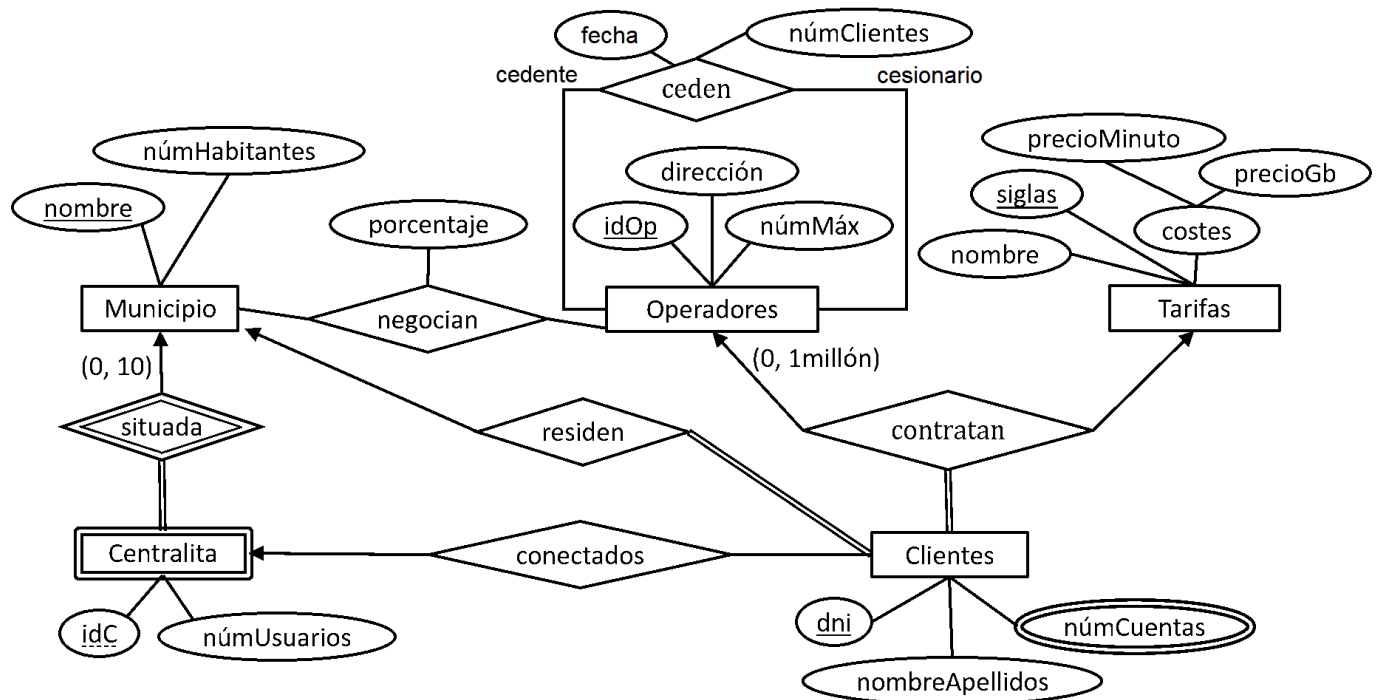 fecha
númClientes
cedente
cesionario
ceden
precioMinuto
númHabitantes
dirección
precioGb
nombre
porcentaje
idOp
númMáx
siglas
costes
nombre
Municipio
negocian
Operadores
Tarifas
(0, 10)
(0, 1millón)
situada
residen
contratan
Centralita
conectados
Clientes
idC
númUsuarios
dni
númCuentas
nombreApellidos